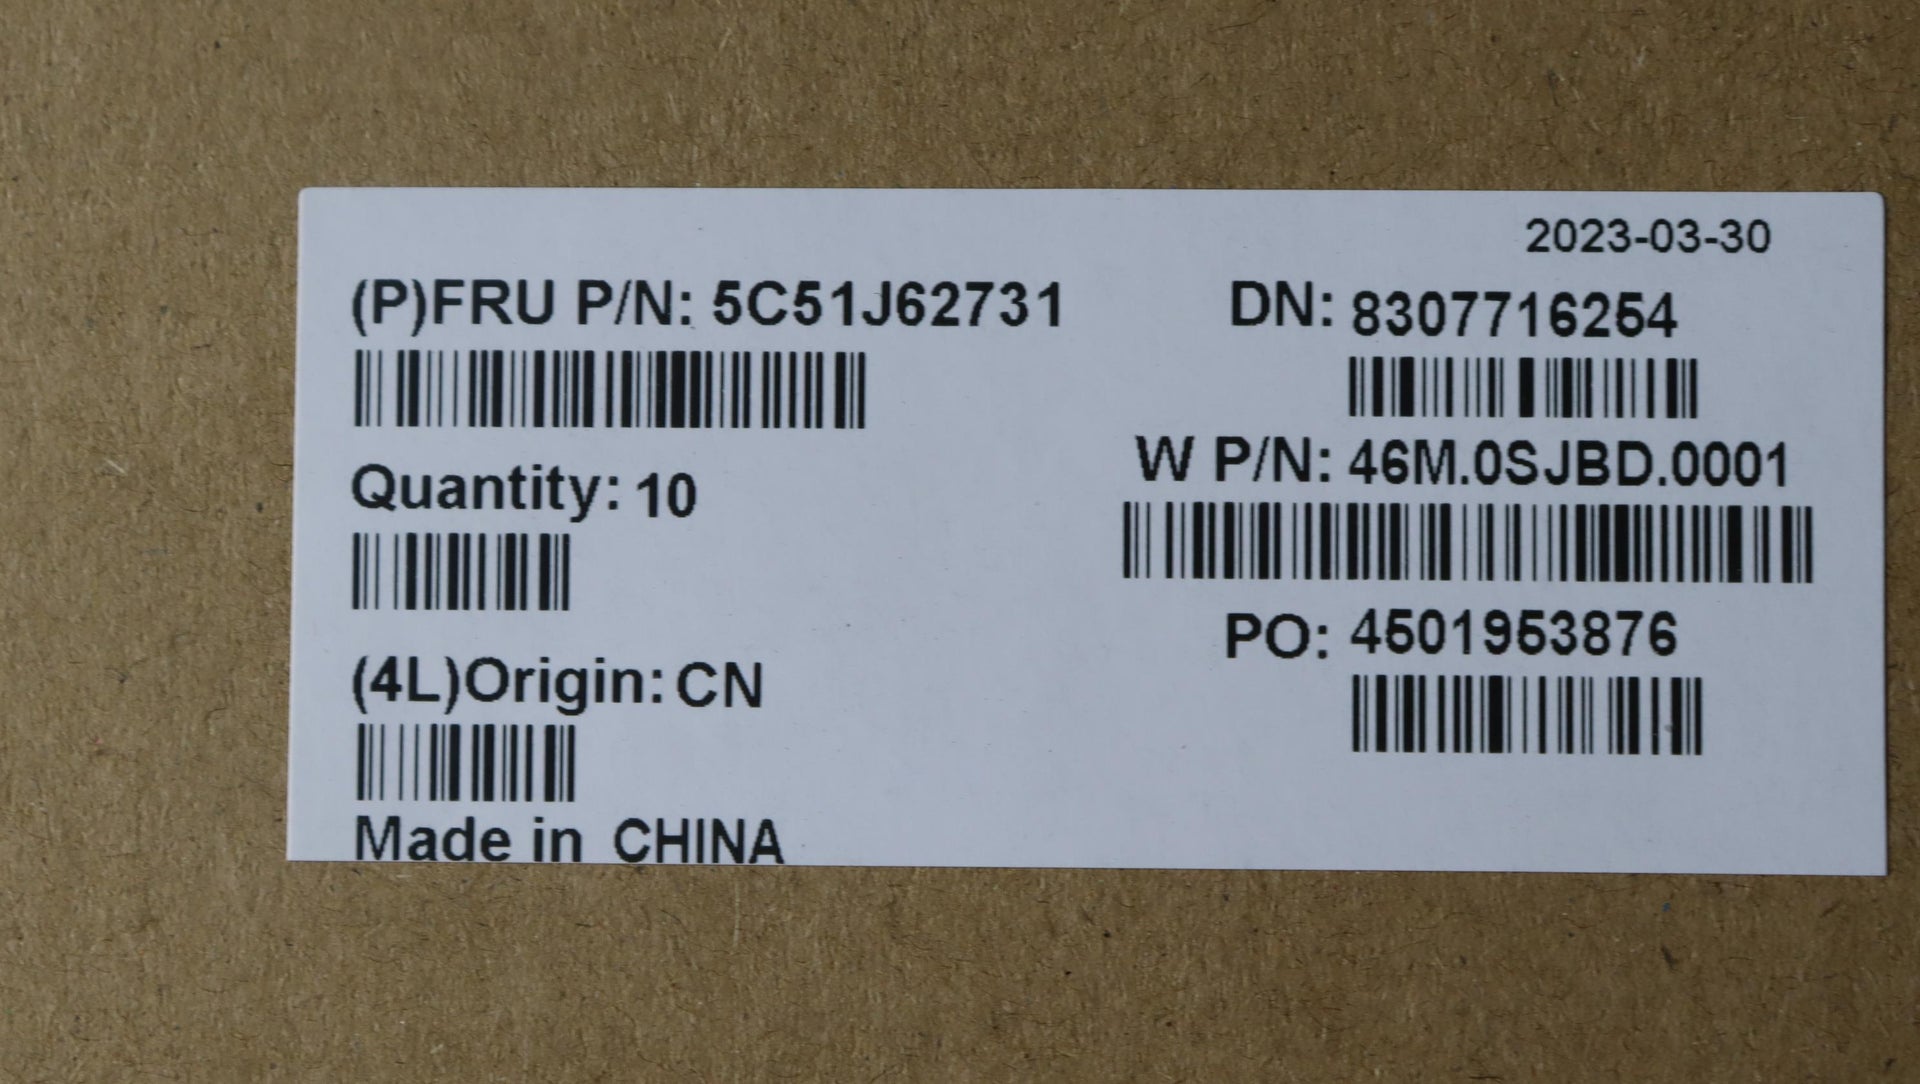 2023-03-30
(P)FRU P/N: 5C51J62731
DN: 8307716254
Quantity: 10
W P/N: 46M.0SJBD.0001
(4L)Origin: CN
PO: 4501953876
Made in CHINA